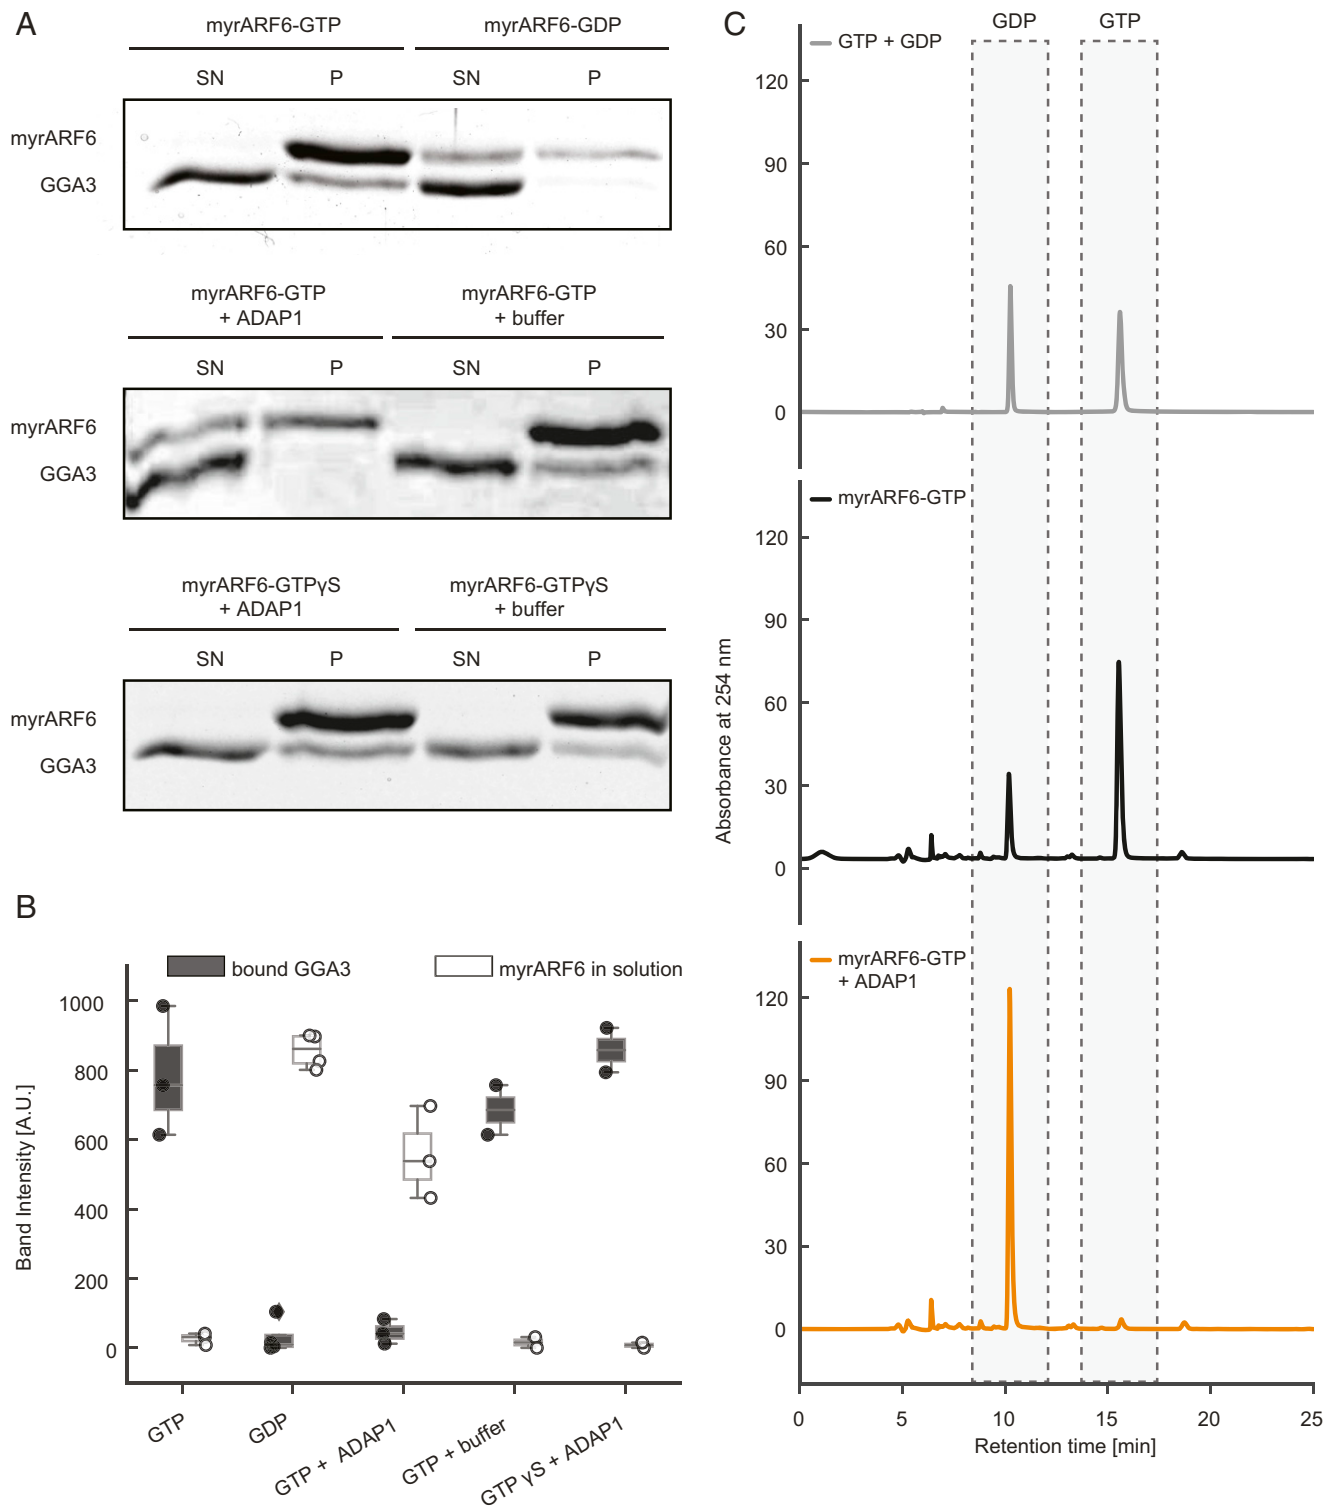 A
myrARF6-GTP
myrARF6-GDP
SN
P
SN
P
myrARF6
GGA3
myrARF6-GTP
+ ADAP1
myrARF6-GTP
+ buffer
SN
P
SN
P
myrARF6
GGA3
myrARF6-GTPγS
+ ADAP1
myrARF6-GTPγS
+ buffer
SN
P
SN
P
myrARF6
GGA3
B
bound GGA3
myrARF6 in solution
Band Intensity [A.U.]
1000
800
600
400
200
0
GTP
GDP
GTP + ADAP1
GTP + buffer
GTP γS + ADAP1
C
GDP
GTP
GTP + GDP
120
90
60
30
0
myrARF6-GTP
120
90
60
30
0
Absorbance at 254 nm
myrARF6-GTP
+ ADAP1
120
90
60
30
0
0
5
10
15
20
25
Retention time [min]